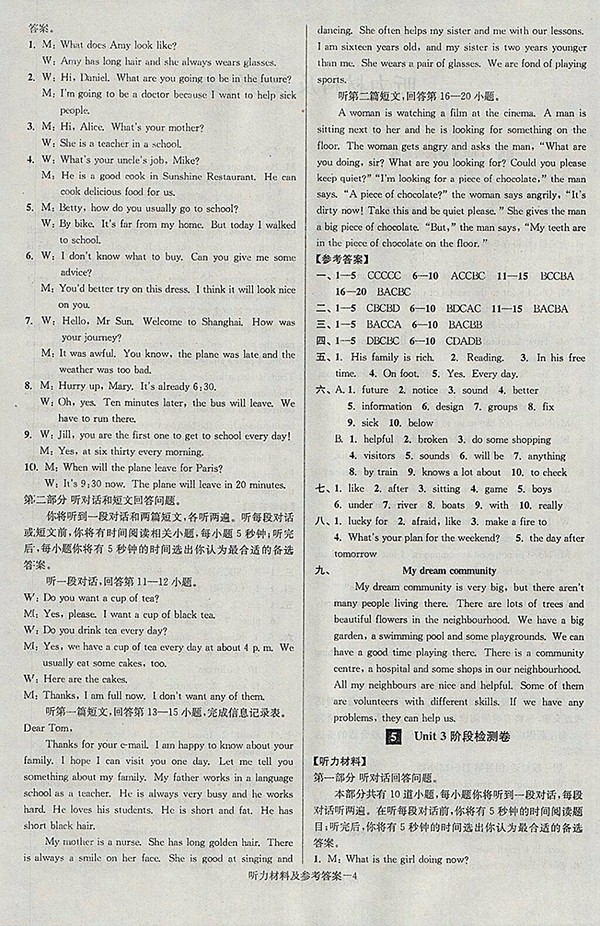 答案。
1. M: What does Amy look like?
W: Amy has long hair and she always wears glasses.
2. W: Hi, Daniel. What are you going to be in the future?
M: I'm going to be a doctor because I want to help sick
people.
3. M: Hi, Alice. What's your mother?
W: She is a teacher in a school.
4. W: What's your uncle's job, Mike?
M: He is a good cook in Sunshine Restaurant. He can
cook delicious food for us.
5. M: Betty, how do you usually go to school?
W: By bike. It's far from my home. But today I walked
to school.
6. W: I don't know what to buy. Can you give me some
advice?
M: You'd better try on this dress. I think it will look nice
on you.
7. W: Hello, Mr Sun. Welcome to Shanghai. How was
your journey?
M: It was awful. You know, the plane was late and the
weather was too bad.
8. M: Hurry up, Mary. It's already 6:30.
W: Oh, yes. Ten minutes later, the bus will leave. We
have to run there.
9. W: Jill, you are the first one to get to school every day!
M: Yes, at six thirty every morning.
10. M: When will the plane leave for Paris?
W: It's 9:30 now. The plane will leave in 20 minutes.
第二部分 听对话和短文回答问题。
你将听到一段对话和两篇短文,各听两遍。听每段对话
或短文前,你将有时间阅读相关小题,每小题5秒钟;听完
后,每小题你将有5秒钟的时间选出你认为最合适的备选
答案。
听一段对话,回答第11—12小题。
W: Do you want a cup of tea?
M: Yes, please. I want a cup of black tea.
W: Do you drink tea every day?
M: Yes, we have a cup of tea every day at about 4 p. m. We
usually eat some cakes, too.
W: Here are the cakes.
M: Thanks, I am full now. I don't want any of them.
听第一篇短文,回答第13—15小题,完成信息记录表。
Dear Tom,
Thanks for your e-mail. I am happy to know about your
family. I hope I can visit you one day. Let me tell you
something about my family. My father works in a language
school as a teacher. He is always very busy and he works
hard. He loves his students. He is short and fat. He has
short black hair.
My mother is a nurse. She has long golden hair. There
is always a smile on her face. She is good at singing and
dancing. She often helps my sister and me with our lessons.
I am sixteen years old, and my sister is two years younger
than me. She wears a pair of glasses. We are fond of playing
sports.
听第二篇短文,回答第16—20小题。
A woman is watching a film at the cinema. A man is
sitting next to her and he is looking for something on the
floor. The woman gets angry and asks the man, "What are
you doing, sir? What are you looking for? Could you please
keep quiet?" "I'm looking for a piece of chocolate," the man
says. "A piece of chocolate?" the woman says angrily, "It's
dirty now! Take this and be quiet please." She gives the man
a big piece of chocolate. "But," the man says, "My teeth are
in the piece of chocolate on the floor."
【参考答案】
一、1—5 CCCCC 6—10 ACCBC 11—15 BCCBA
16—20 BACBC
二、1—5 CBCBD 6—10 BDCAC 11—15 BACBA
三、1—5 BACCA 6—10 BACBB
四、1—5 DBCBC 6—10 CDADB
五、1. His family is rich. 2. Reading. 3. In his free
time. 4. On foot. 5. Yes. Every day.
六、A. 1. future 2. notice 3. sound 4. better
5. information 6. design 7. groups 8. fix
9. sick 10. below
B. 1. helpful 2. broken 3. do some shopping
4. visitors 5. sounds 6. will be 7. anything
8. by train 9. knows a lot about 10. to check
七、1. like 2. after 3. sitting 4. game 5. boys
6. under 7. river 8. boats 9. with 10. really
八、1. lucky for 2. afraid, like 3. make a fire to
4. What's your plan for the weekend? 5. the day after
tomorrow
九、 My dream community
My dream community is very big, but there aren't
many people living there. There are lots of trees and
beautiful flowers in the neighbourhood. We have a big
garden, a swimming pool and some playgrounds. We can
have a good time playing there. There is a community
centre, a hospital and some shops in our neighbourhood.
All my neighbours are nice and helpful. Some of them
are volunteers with different skills. If we have any
problems, they can help us.
5 Unit 3 阶段检测卷
【听力材料】
第一部分 听对话回答问题。
本部分共有10道小题,每小题你将听到一段对话,每段
对话听两遍。在听每段对话前,你将有5秒钟的时间阅读题
目;听完后,你将有5秒钟的时间选出你认为最合适的备选
答案。
1. M: What is the girl doing now?
听力材料及参考答案—4